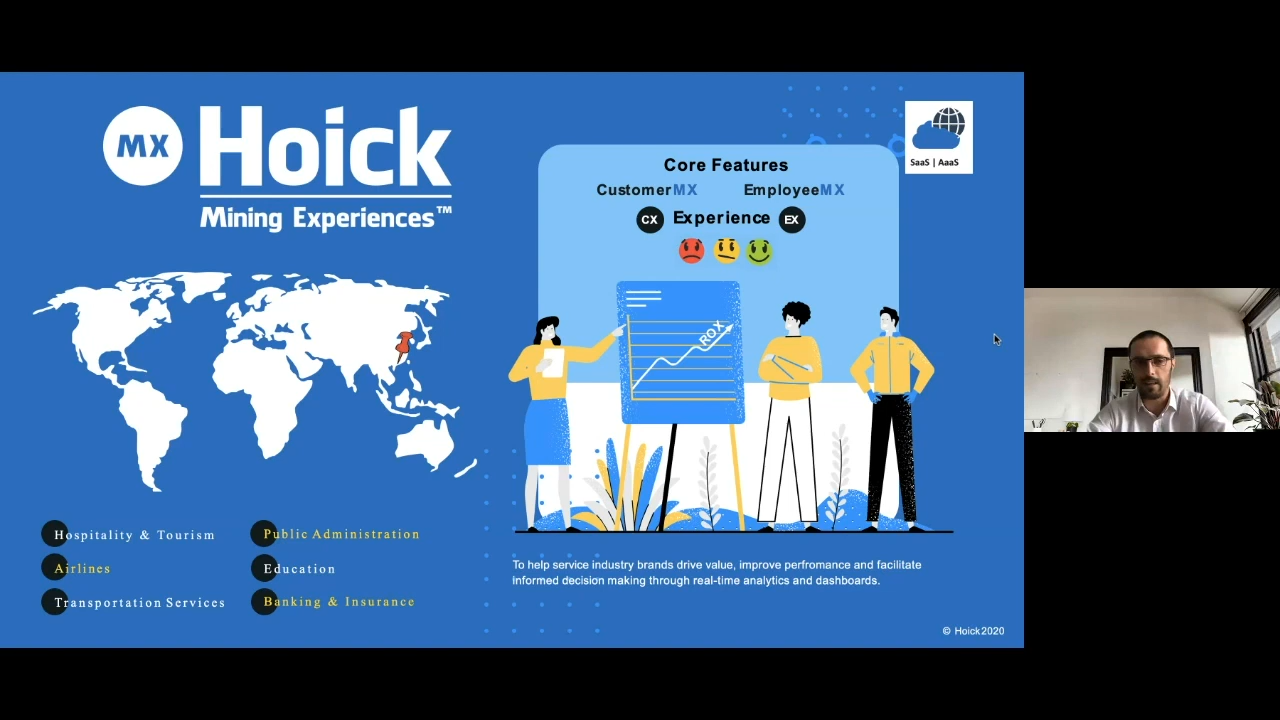 MX Hoick
Mining Experiences™
SaaS | AaaS
Core Features
CustomerMX EmployeeMX
CX Experience EX
ROX
Hospitality & Tourism
Airlines
Transportation Services
Public Administration
Education
Banking & Insurance
To help service industry brands drive value, improve perfromance and facilitate
informed decision making through real-time analytics and dashboards.
© Hoick2020